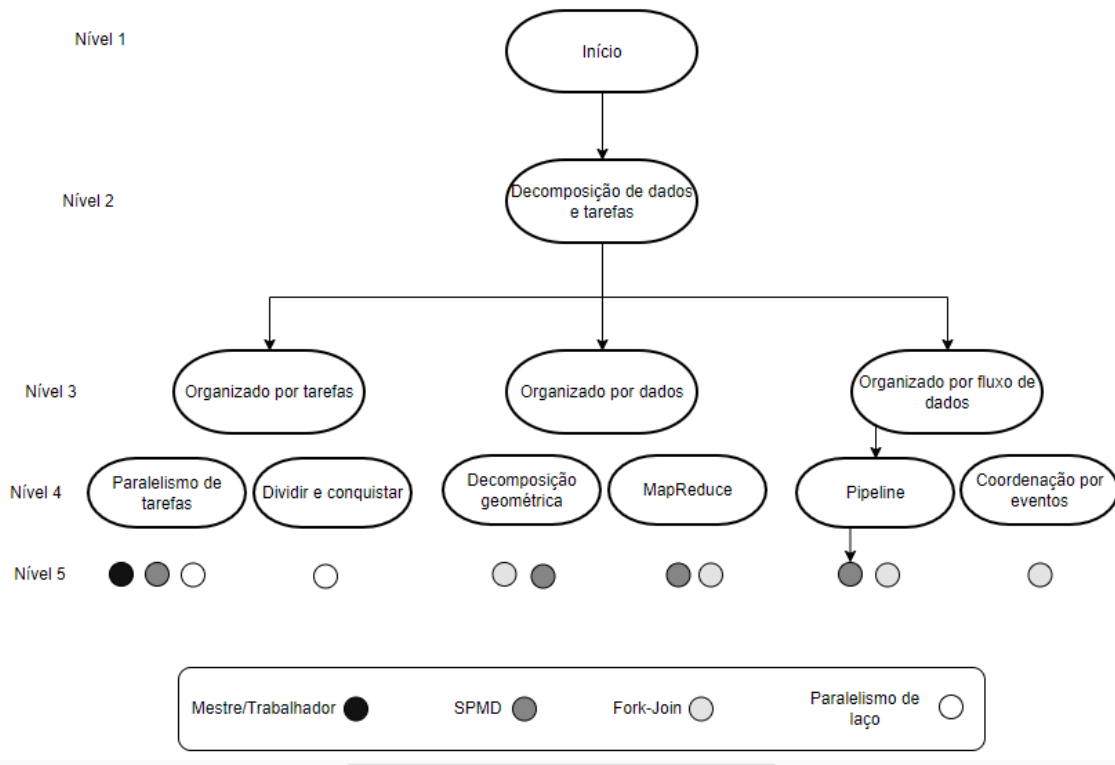 Nível 1
Início
Nível 2
Decomposição de dados
e tarefas
Nível 3
Organizado por tarefas
Organizado por dados
Organizado por fluxo de
dados
Nível 4
Paralelismo de
tarefas
Dividir e conquistar
Decomposição
geométrica
MapReduce
Pipeline
Coordenação por
eventos
Nível 5
Mestre/Trabalhador
SPMD
Fork-Join
Paralelismo de
laço